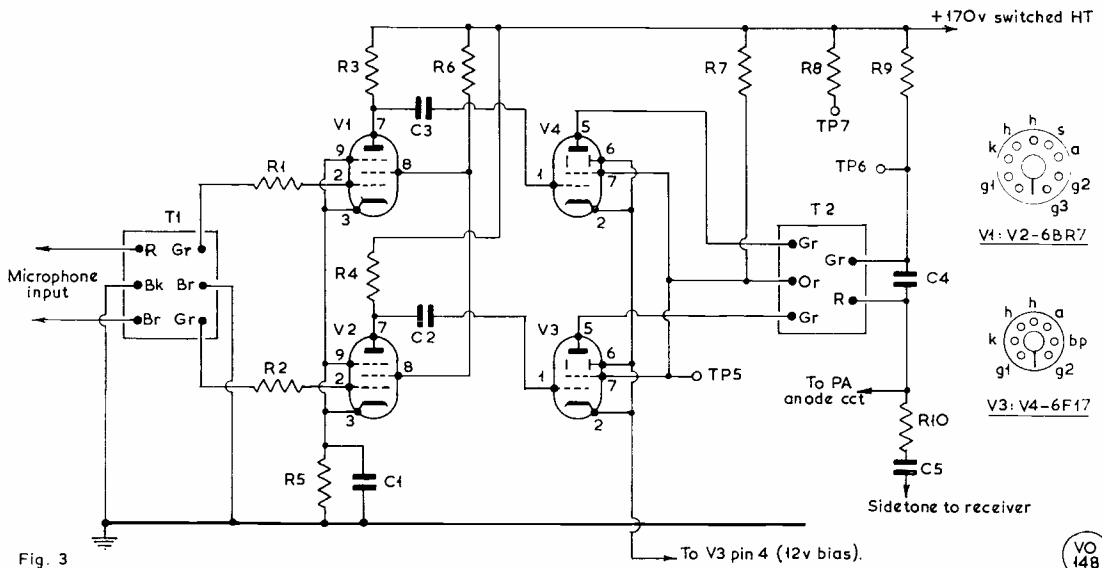 +170v switched HT
R3
R6
R7
R8
R9
TP7
V1
7
C3
V4
5
9
8
6
7
2
1
3
2
R1
TP6
h h s
k a
g1 g2
g3
V1: V2-6BR7
T1
R Gr
Bk Br
Br Gr
Microphone
input
R4
T2
Gr
Gr
Or
R
Gr
C4
V2
7
C2
V3
5
9
8
6
7
2
1
3
2
R2
TP5
h a
k bp
g1 g2
V3: V4-6F17
To PA
anode cct
R10
C5
Sidetone to receiver
R5
C1
To V3 pin 4 (12v bias).
Fig. 3
VO
148